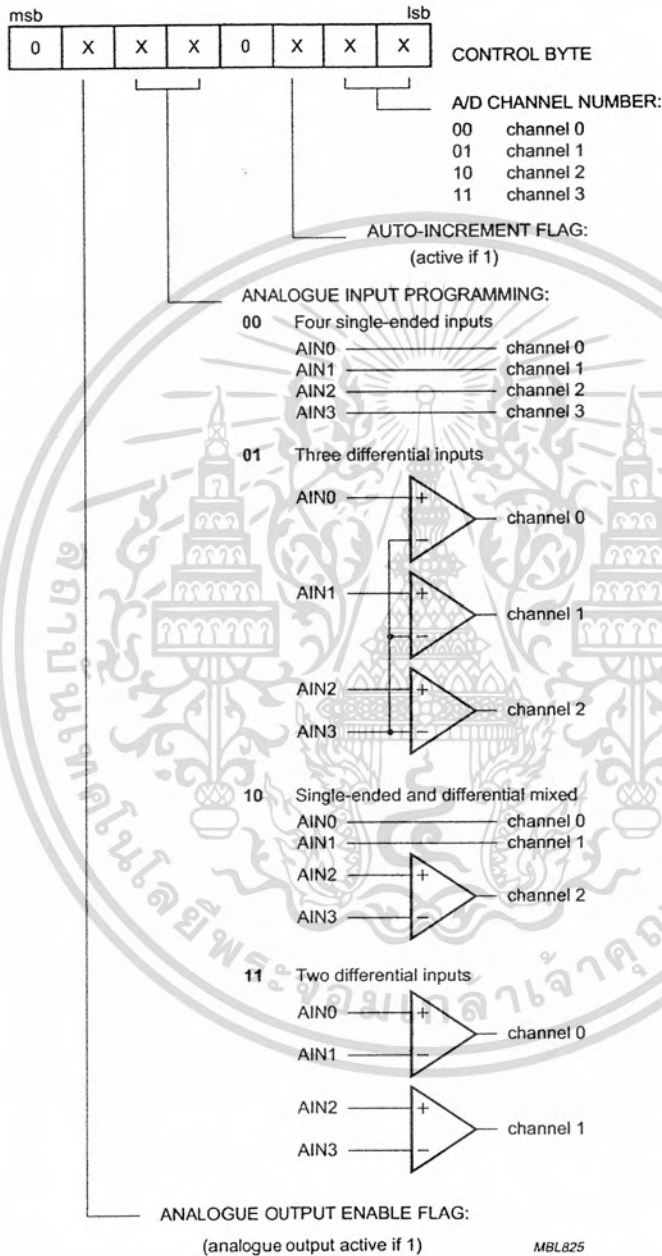 msb lsb
0 X X X 0 X X X CONTROL BYTE
A/D CHANNEL NUMBER:
00 channel 0
01 channel 1
10 channel 2
11 channel 3
AUTO-INCREMENT FLAG:
(active if 1)
ANALOGUE INPUT PROGRAMMING:
00 Four single-ended inputs
AIN0 channel 0
AIN1 channel 1
AIN2 channel 2
AIN3 channel 3
01 Three differential inputs
AIN0 + − channel 0
AIN1 + − channel 1
AIN2 + channel 2
AIN3 −
10 Single-ended and differential mixed
AIN0 channel 0
AIN1 channel 1
AIN2 + channel 2
AIN3 −
11 Two differential inputs
AIN0 + channel 0
AIN1 −
AIN2 + channel 1
AIN3 −
ANALOGUE OUTPUT ENABLE FLAG:
(analogue output active if 1)
MBL825